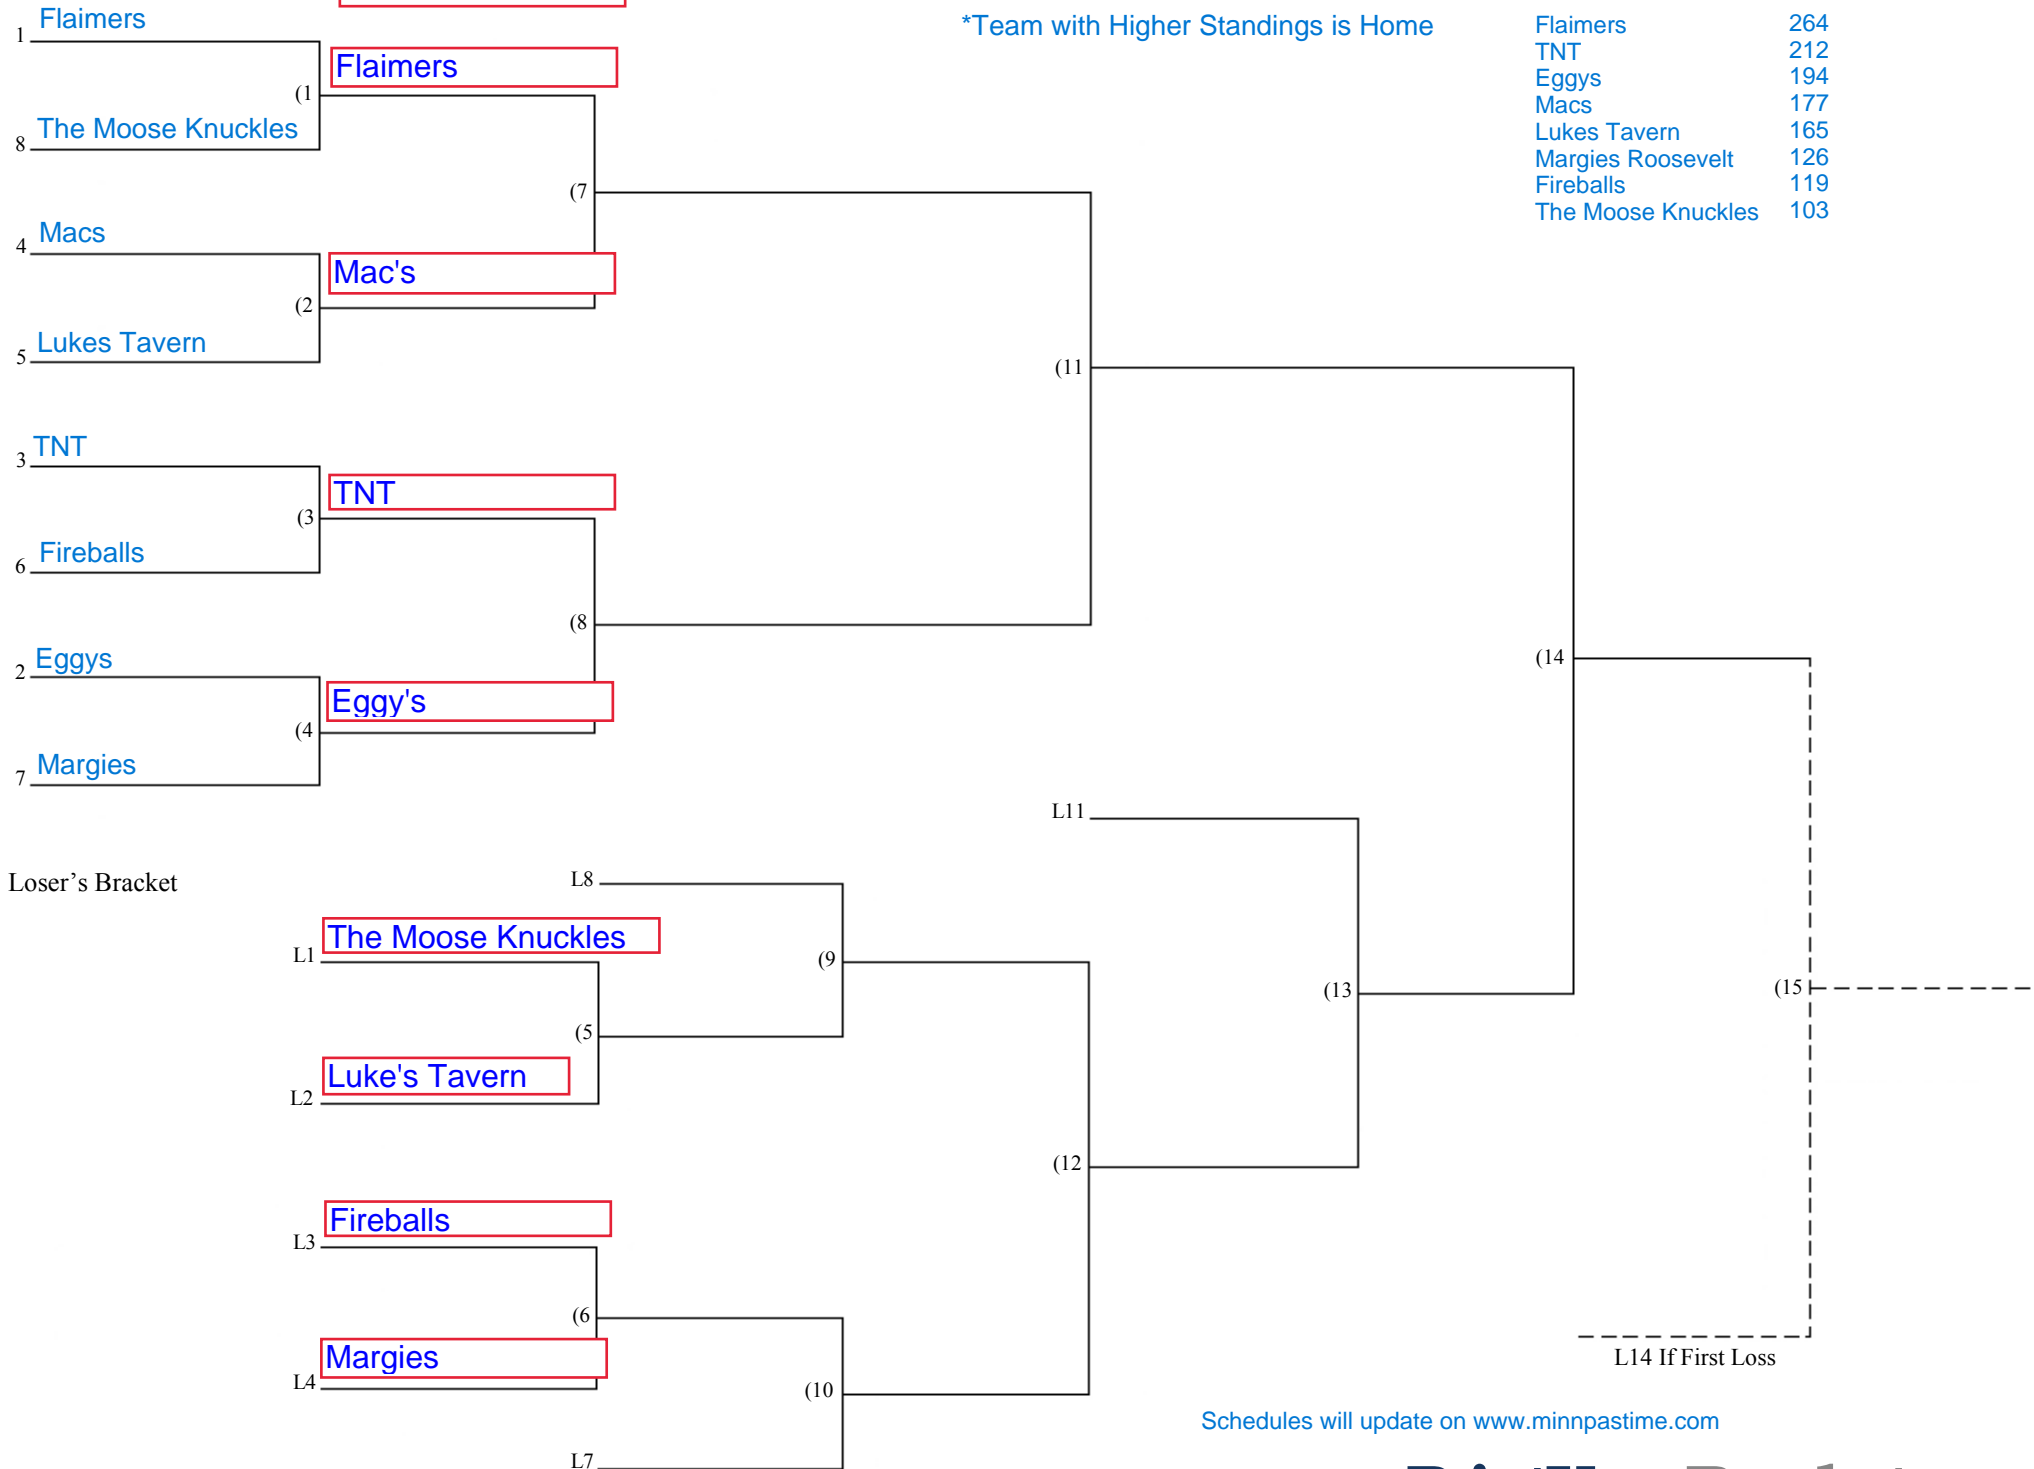 Flaimers
1
*Team with Higher Standings is Home
Flaimers 264
TNT 212
Eggys 194
Macs 177
Lukes Tavern 165
Margies Roosevelt 126
Fireballs 119
The Moose Knuckles 103
Flaimers
(1
The Moose Knuckles
8
(7
Macs
4
Mac's
(2
Lukes Tavern
5
(11
TNT
3
TNT
(3
Fireballs
6
(8
Eggys
2
(14
Eggy's
(4
Margies
7
L11
Loser's Bracket
L8
The Moose Knuckles
L1
(9
(13
(15
(5
Luke's Tavern
L2
(12
Fireballs
L3
(6
Margies
L4
L14 If First Loss
(10
Schedules will update on www.minnpastime.com
L7